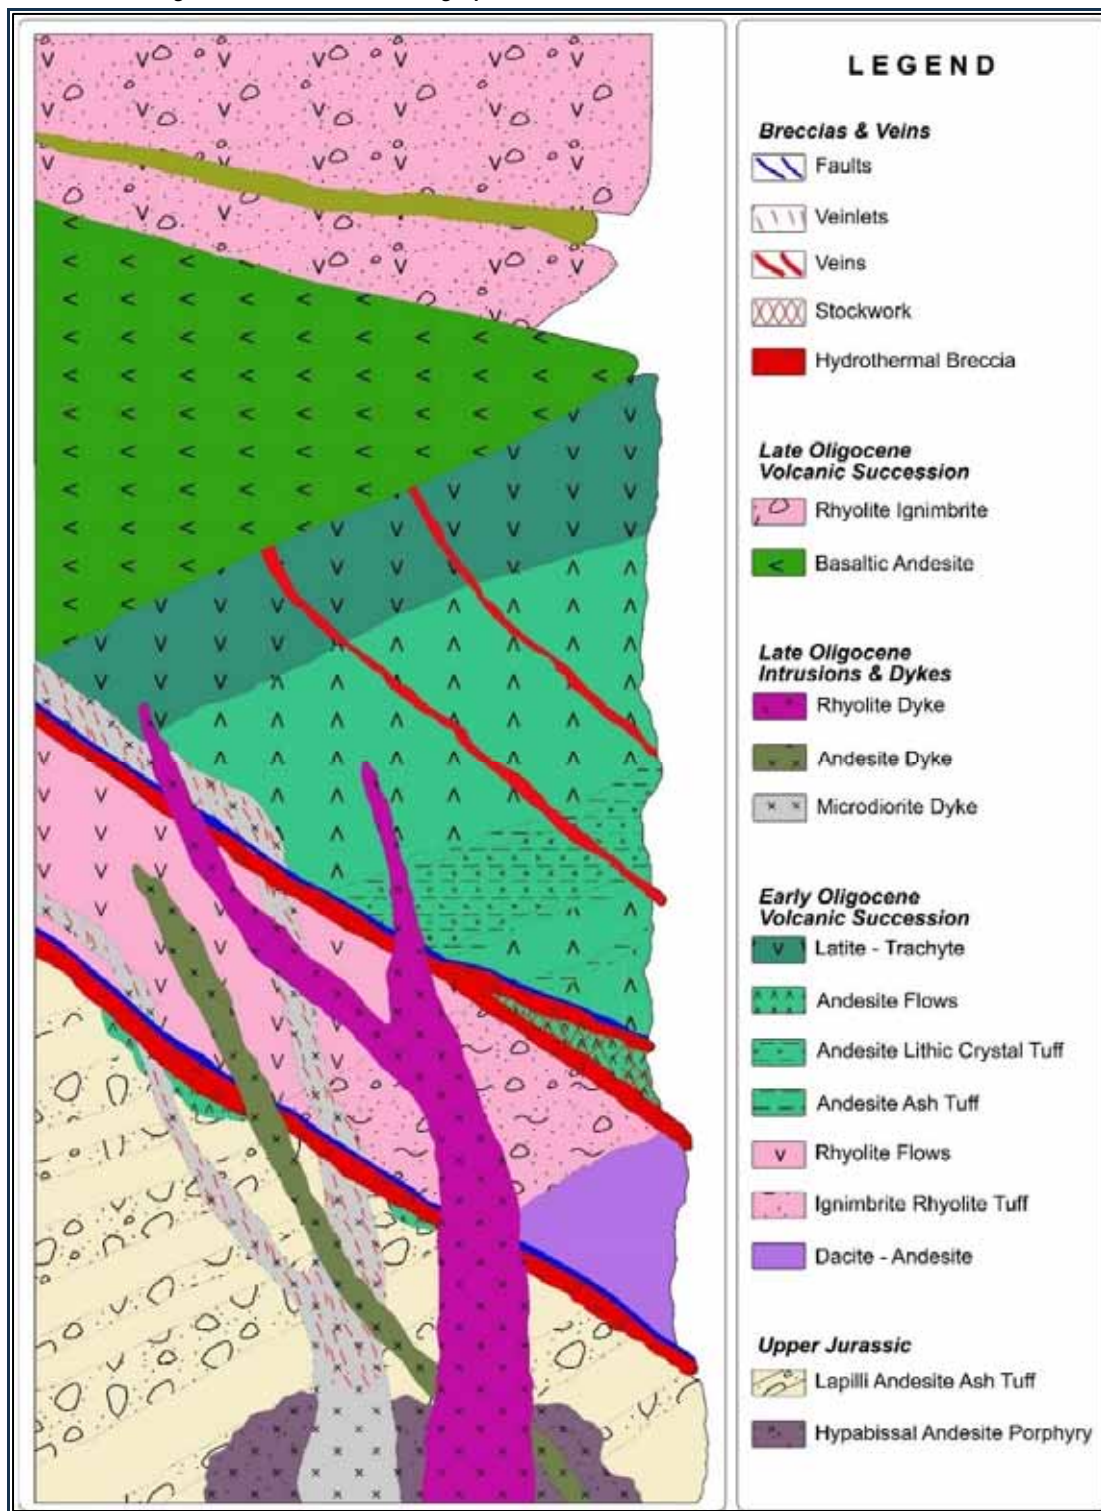 LEGEND
Breccias & Veins
Faults
Veinlets
Veins
Stockwork
Hydrothermal Breccia
Late Oligocene
Volcanic Succession
Rhyolite Ignimbrite
Basaltic Andesite
Late Oligocene
Intrusions & Dykes
Rhyolite Dyke
Andesite Dyke
Microdiorite Dyke
Early Oligocene
Volcanic Succession
Latite - Trachyte
Andesite Flows
Andesite Lithic Crystal Tuff
Andesite Ash Tuff
Rhyolite Flows
Ignimbrite Rhyolite Tuff
Dacite - Andesite
Upper Jurassic
Lapilli Andesite Ash Tuff
Hypabissal Andesite Porphyry